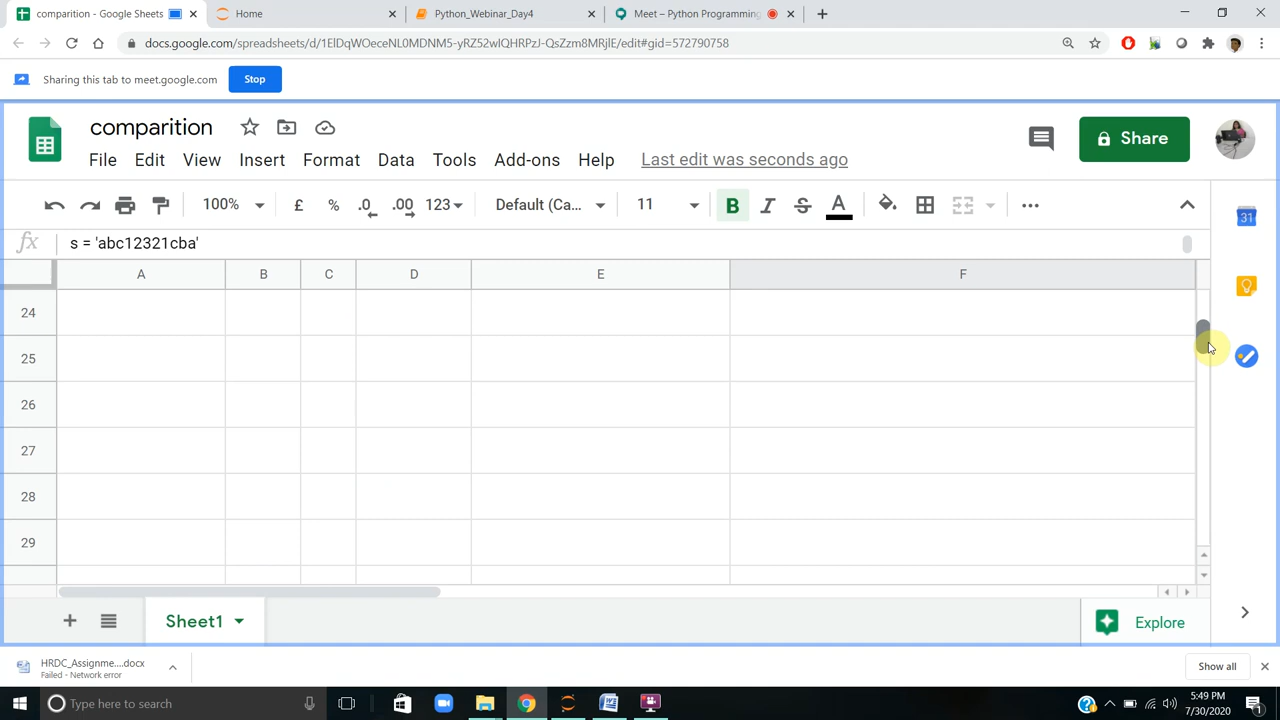 comparition - Google Sheets
Home
Python_Webinar_Day4
Meet – Python Programming
docs.google.com/spreadsheets/d/1ElDqWOeceNL0MDNM5-yRZ52wIQHRPzJ-QsZzm8MRjlE/edit#gid=572790758
Sharing this tab to meet.google.com
Stop
comparition
File Edit View Insert Format Data Tools Add-ons Help Last edit was seconds ago
Share
100% £ % .0 .00 123 Default (Ca... 11 B I S A
fx s = 'abc12321cba'
A B C D E F
24
25
26
27
28
29
Sheet1
Explore
HRDC_Assignme....docx
Failed - Network error
Show all
Type here to search
5:49 PM
7/30/2020